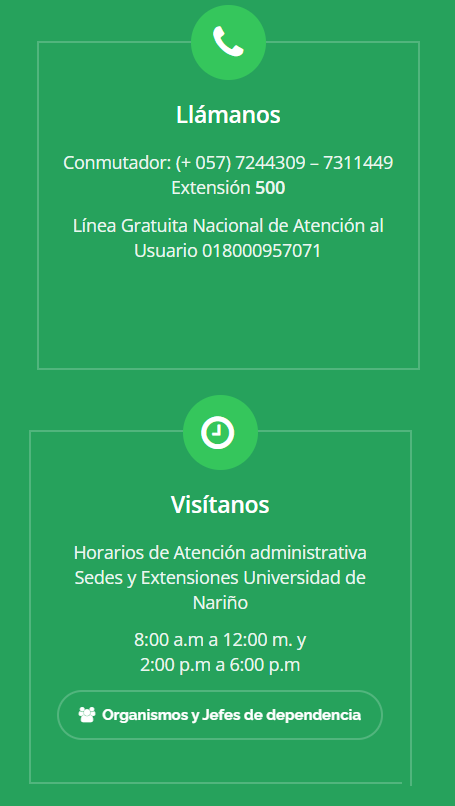 Llámanos
Conmutador: (+ 057) 7244309 – 7311449
Extensión 500
Línea Gratuita Nacional de Atención al
Usuario 018000957071
Visítanos
Horarios de Atención administrativa
Sedes y Extensiones Universidad de
Nariño
8:00 a.m a 12:00 m. y
2:00 p.m a 6:00 p.m
Organismos y Jefes de dependencia